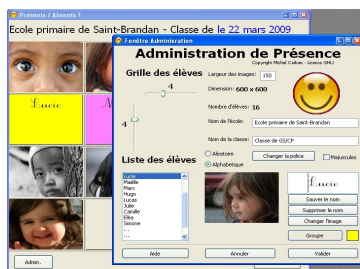 Présents / Absents ?
Ecole primaire de Saint-Brandan - Classe de le 22 mars 2009
Lucie
Admin.
Fenêtre Administration
Administration de Présence
Copyright Michel Carluc - Licence GNU
Grille des élèves
4
4
Largeur des images: 150
Dimension: 600 x 600
Nombre d'élèves: 16
Nom de l'école: Ecole primaire de Saint-Brandan
Nom de la classe: Classe de GS/CP
Aleatoire
Alphabetique
Changer la police
Majuscules
Liste des élèves
Lucie
Maëlle
Marc
Hugo
Lucas
Julie
Camille
Eléa
Simone
...
...
Lucie
Sauver le nom
Supprimer le nom
Changer l'image
Groupe
Aide
Annuler
Valider